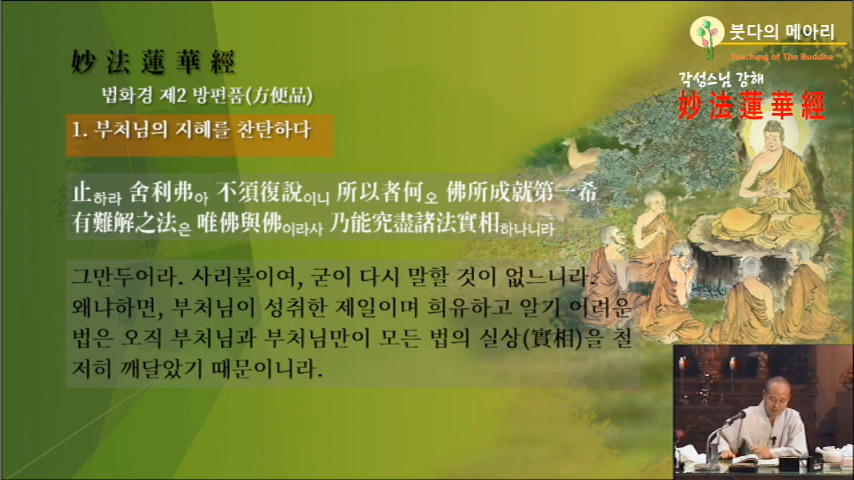 妙法蓮華經
법화경 제2 방편품(方便品)
1. 부처님의 지혜를 찬탄하다
止하라 舍利弗아 不須復說이니 所以者何오 佛所成就第一希
有難解之法은 唯佛與佛이라사 乃能究盡諸法實相하나니라
그만두어라. 사리불이여, 굳이 다시 말할 것이 없느니라.
왜냐하면, 부처님이 성취한 제일이며 희유하고 알기 어려운
법은 오직 부처님과 부처님만이 모든 법의 실상(實相)을 철
저히 깨달았기 때문이니라.
붓다의 메아리
Teaching of The Buddha
각성스님 강해
妙法蓮華經